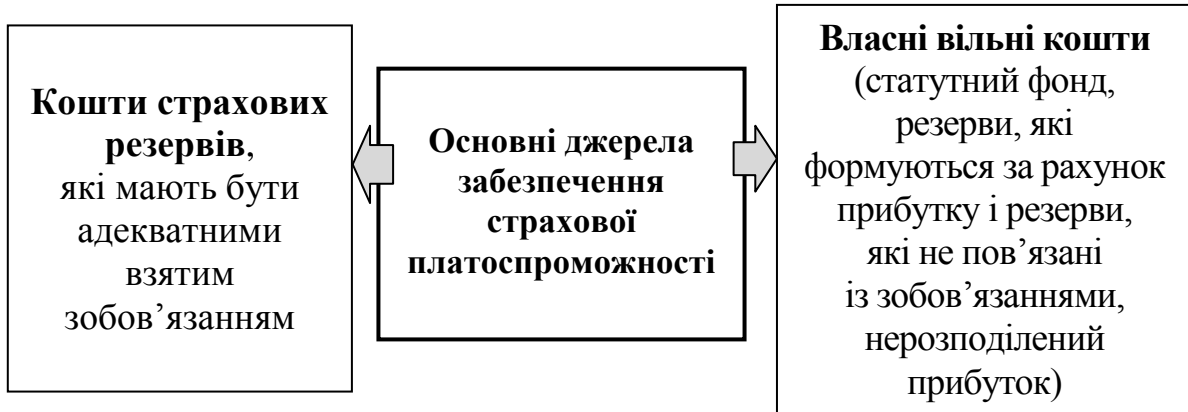 Кошти страхових
резервів,
які мають бути
адекватними
взятим
зобов’язанням
Основні джерела
забезпечення
страхової
платоспроможності
Власні вільні кошти
(статутний фонд,
резерви, які
формуються за рахунок
прибутку і резерви,
які не пов’язані
із зобов’язаннями,
нерозподілений
прибуток)